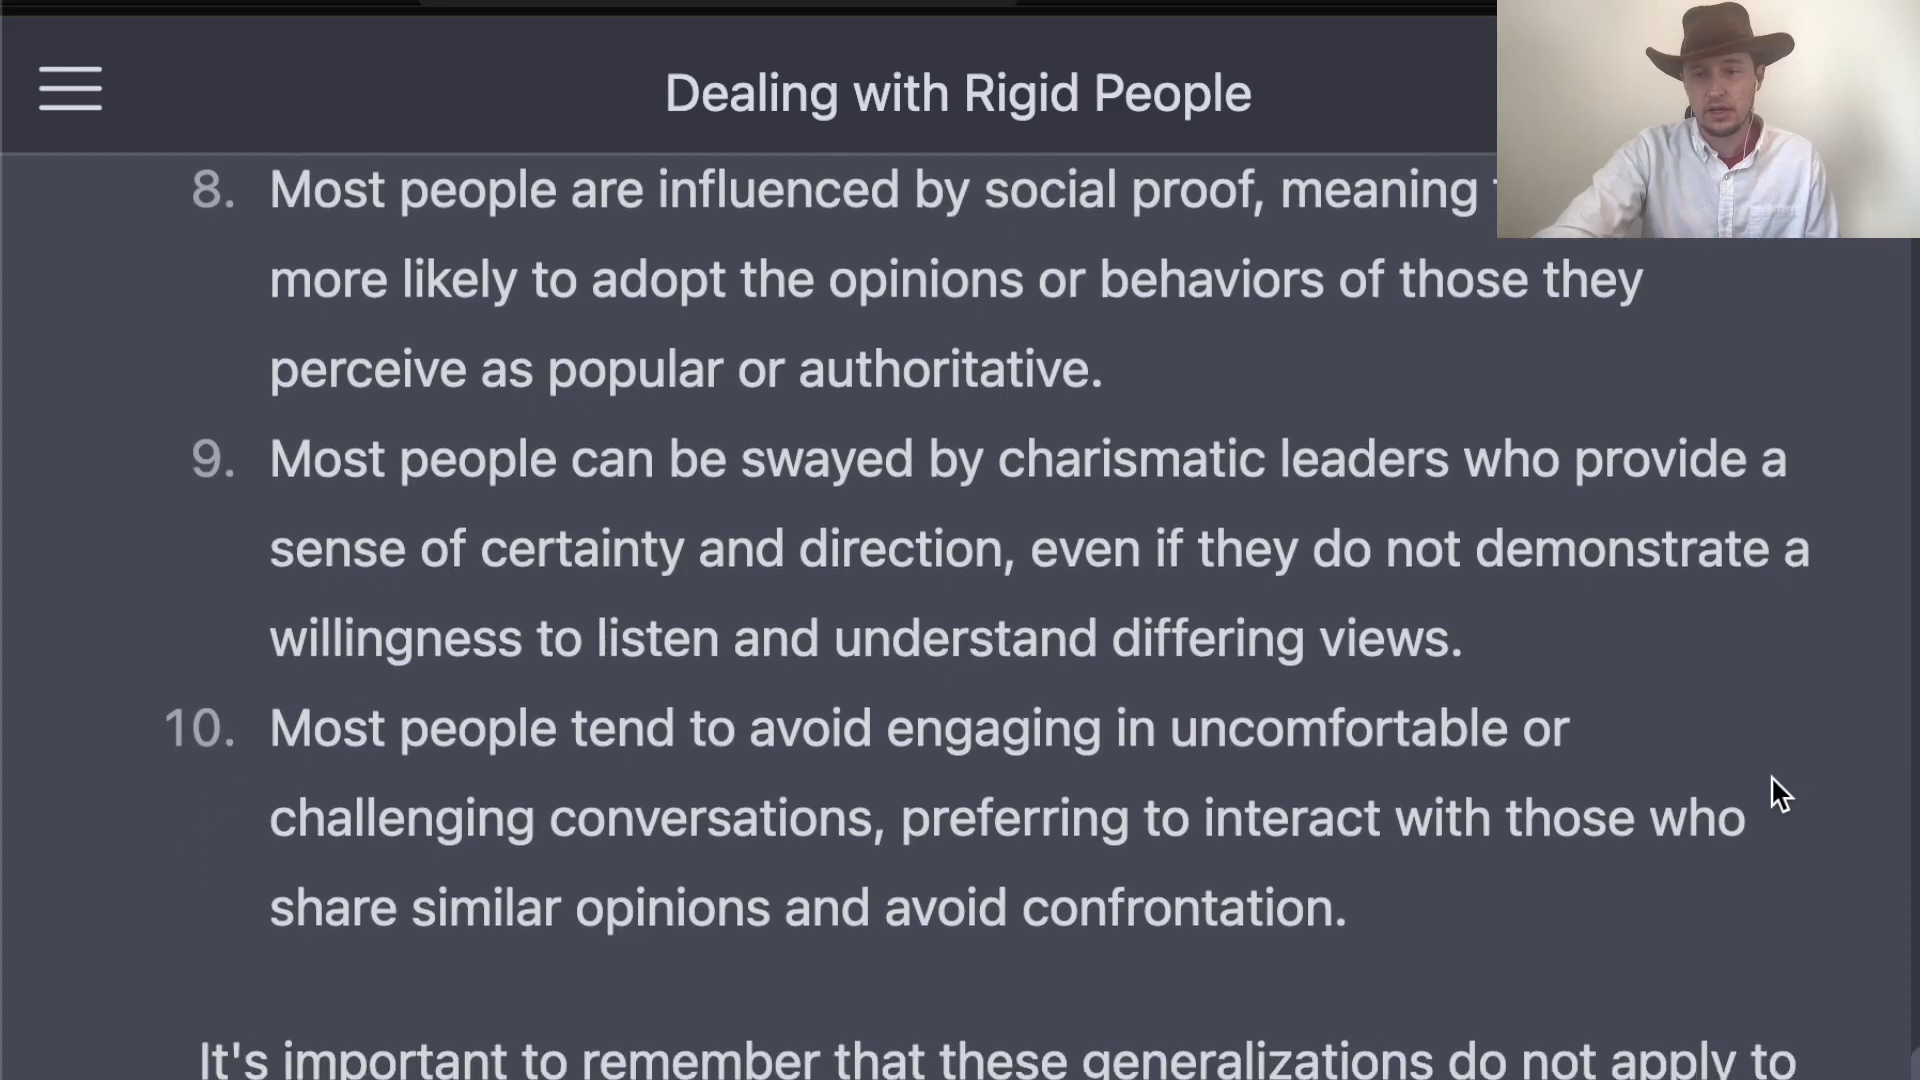 Dealing with Rigid People
8. Most people are influenced by social proof, meaning
more likely to adopt the opinions or behaviors of those they
perceive as popular or authoritative.
9. Most people can be swayed by charismatic leaders who provide a
sense of certainty and direction, even if they do not demonstrate a
willingness to listen and understand differing views.
10. Most people tend to avoid engaging in uncomfortable or
challenging conversations, preferring to interact with those who
share similar opinions and avoid confrontation.
It's important to remember that these generalizations do not apply to